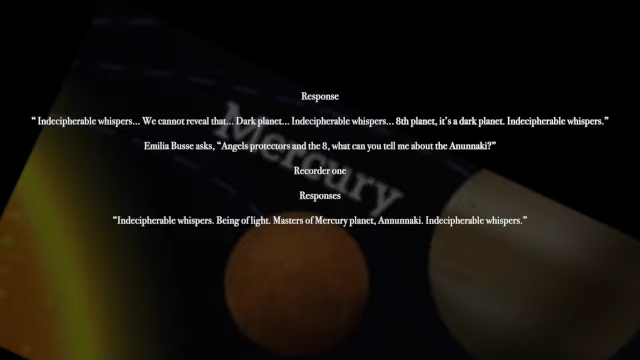 Response
“ Indecipherable whispers... We cannot reveal that... Dark planet... Indecipherable whispers... 8th planet, it’s a dark planet. Indecipherable whispers.”
Emilia Busse asks, “Angels protectors and the 8, what can you tell me about the Anunnaki?”
Recorder one
Responses
“Indecipherable whispers. Being of light. Masters of Mercury planet, Annunnaki. Indecipherable whispers.”
Mercury